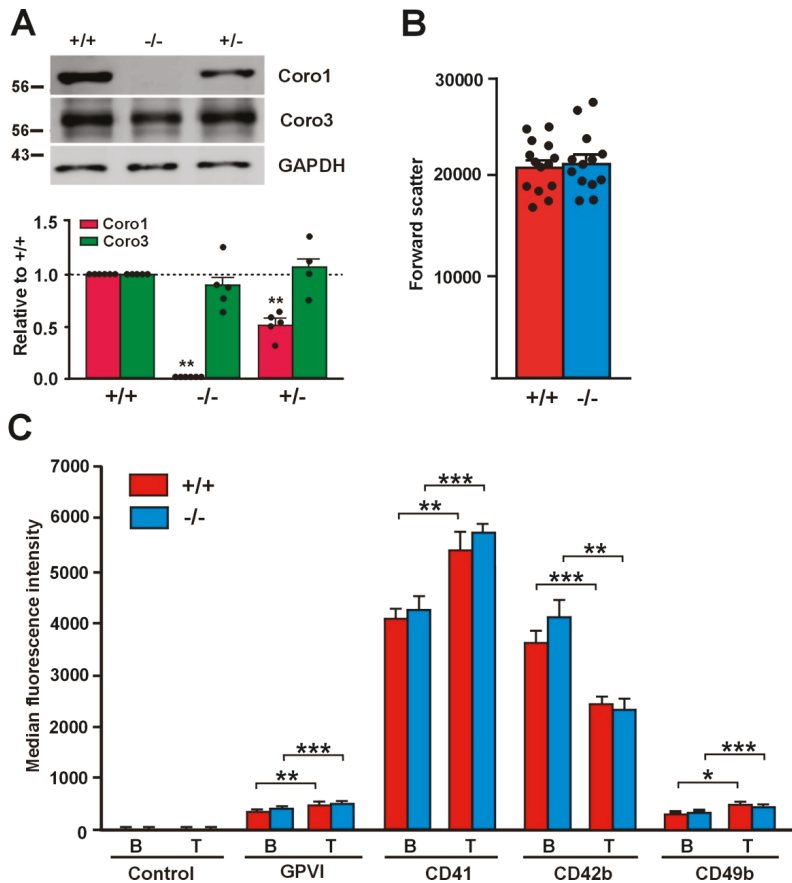 A
+/+ -/- +/-
56 Coro1
56 Coro3
43 GAPDH
Coro1
Coro3
Relative to +/+
1.5
1.0
0.5
0.0
**
**
+/+ -/- +/-
B
Forward scatter
30000
20000
10000
+/+ -/-
C
Median fluorescence intensity
7000
6000
5000
4000
3000
2000
1000
0
+/+
-/-
** ***
** ***
*** **
* ***
B T B T B T B T B T
Control GPVI CD41 CD42b CD49b